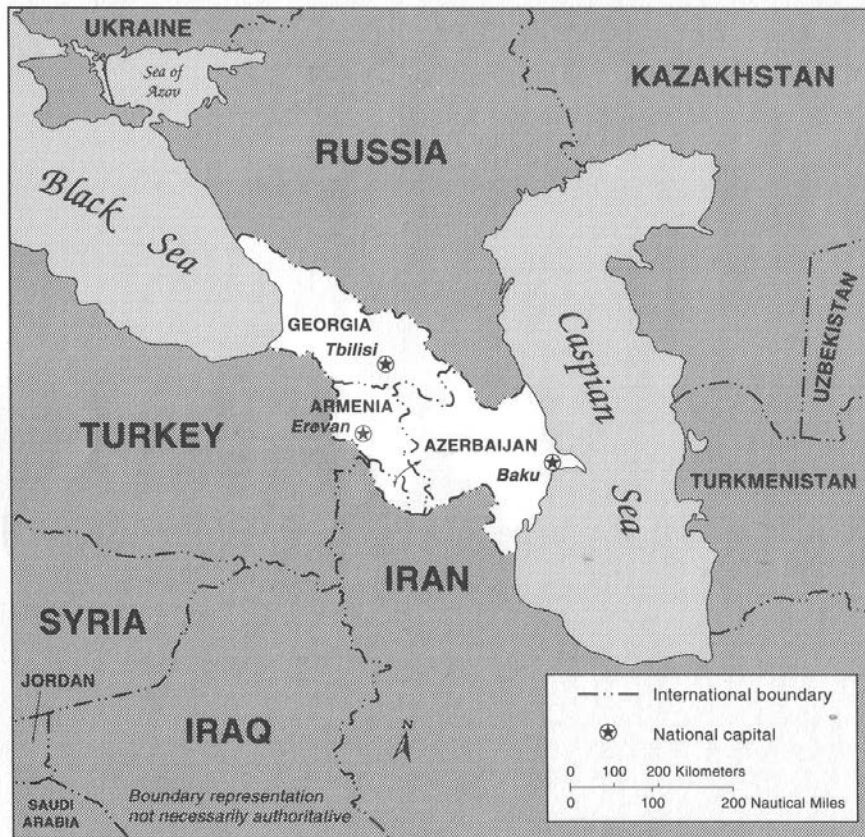 UKRAINE
Sea of
Azov
KAZAKHSTAN
RUSSIA
Black Sea
GEORGIA
Tbilisi
Caspian Sea
UZBEKISTAN
ARMENIA
Erevan
TURKEY
AZERBAIJAN
Baku
TURKMENISTAN
IRAN
SYRIA
JORDAN
IRAQ
N
SAUDI
ARABIA
Boundary representation
not necessarily authoritative
International boundary
National capital
0 100 200 Kilometers
0 100 200 Nautical Miles